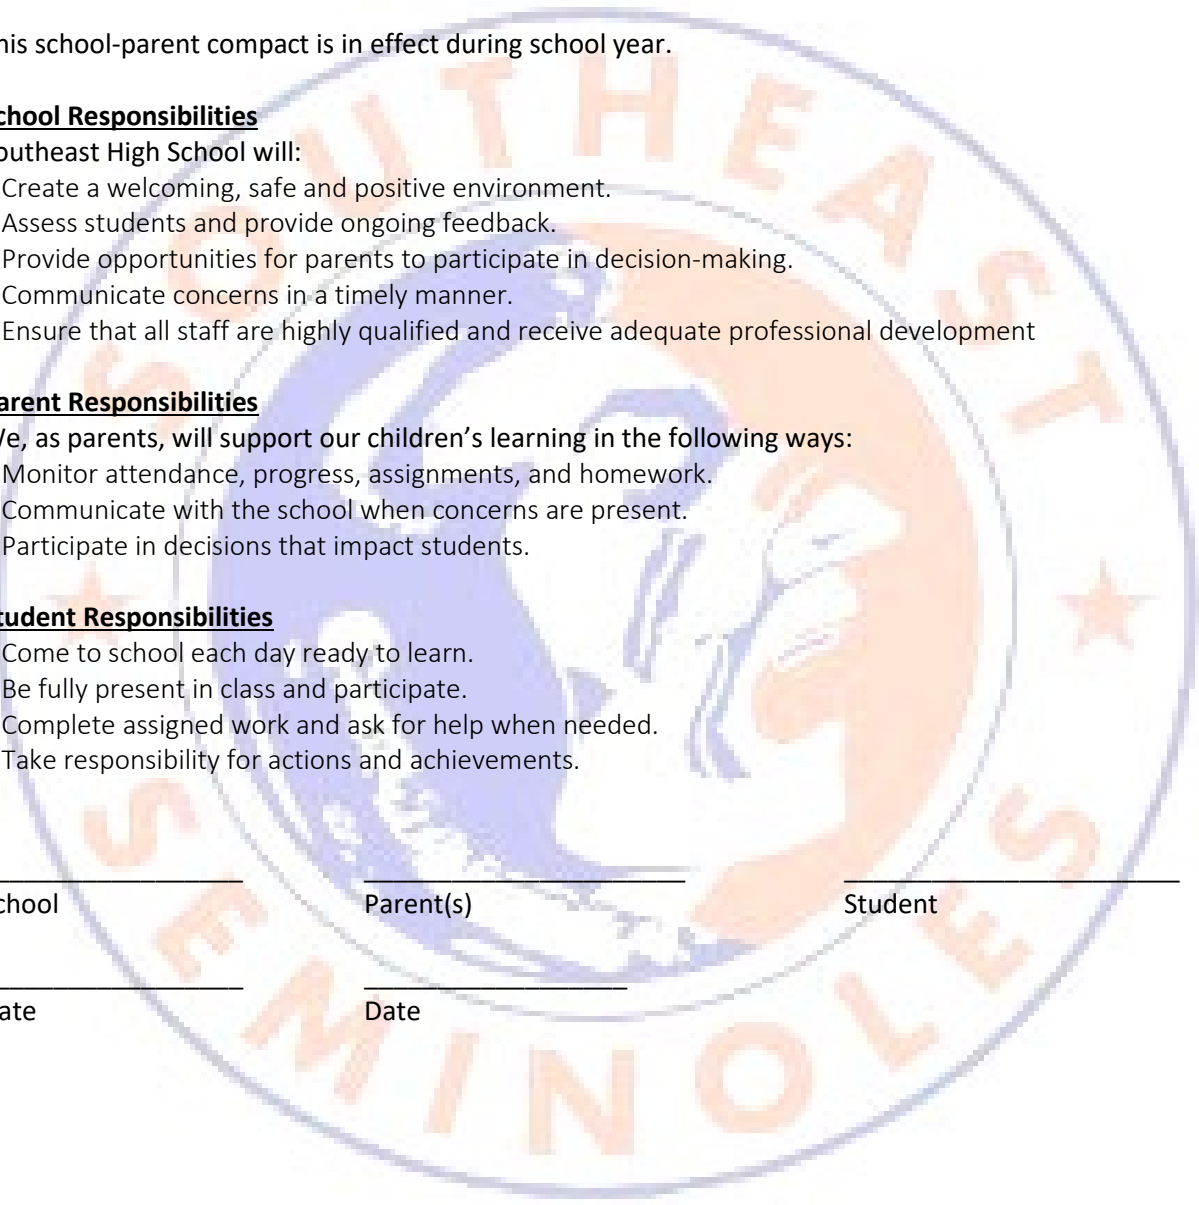 his school-parent compact is in effect during school year.
chool Responsibilities
outheast High School will:
Create a welcoming, safe and positive environment.
Assess students and provide ongoing feedback.
Provide opportunities for parents to participate in decision-making.
Communicate concerns in a timely manner.
Ensure that all staff are highly qualified and receive adequate professional development
arent Responsibilities
We, as parents, will support our children's learning in the following ways:
Monitor attendance, progress, assignments, and homework.
Communicate with the school when concerns are present.
Participate in decisions that impact students.
tudent Responsibilities
Come to school each day ready to learn.
Be fully present in class and participate.
Complete assigned work and ask for help when needed.
Take responsibility for actions and achievements.
chool Parent(s) Student
ate Date
SOUTHEAST
SEMINOLES